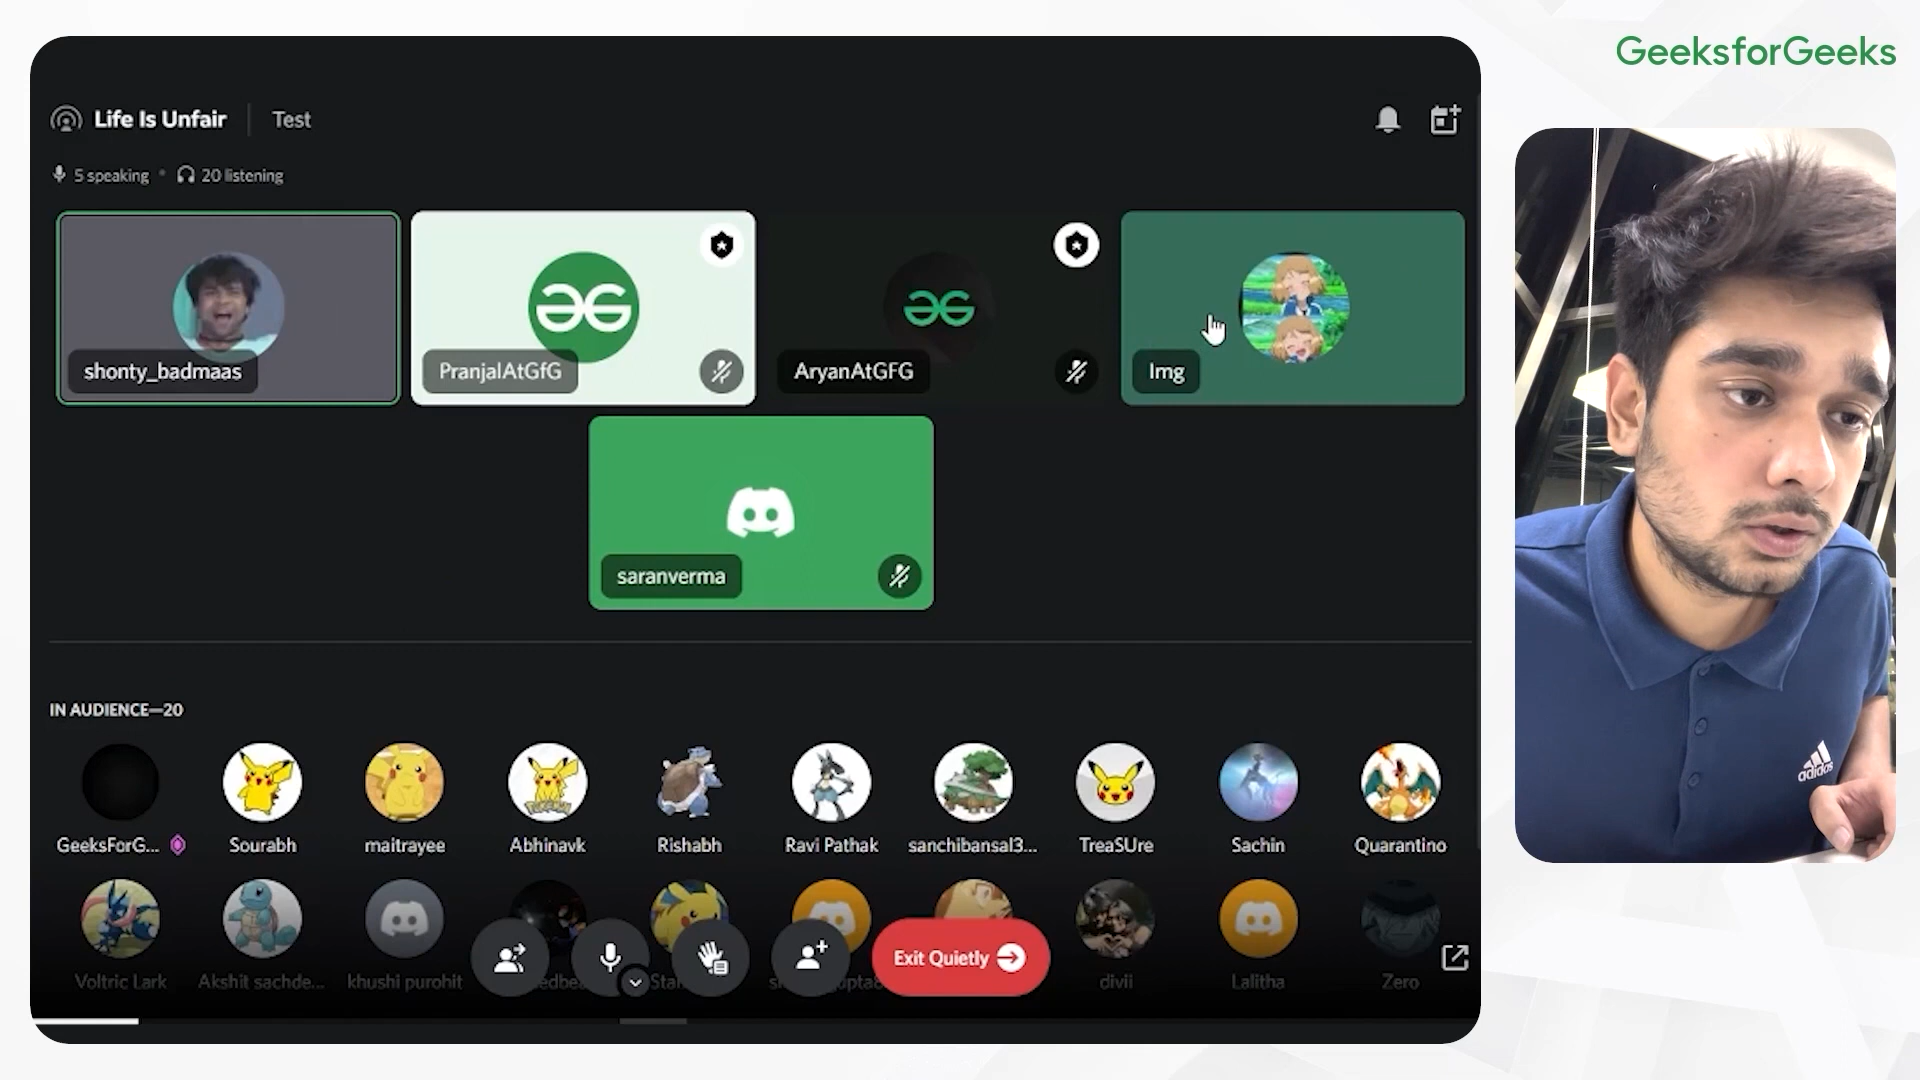 GeeksforGeeks
Life Is Unfair Test
5 speaking • 20 listening
shonty_badmaas
PranjalAtGfG
AryanAtGFG
saranverma
IN AUDIENCE—20
GeeksForG... Sourabh maitrayee Abhinavk Rishabh Ravi Pathak sanchibansal3... TreaSUre Sachin Quarantino
Voltric Lark Akshit sachde... khushi purohit divii Lalitha Zero
Exit Quietly
adidas